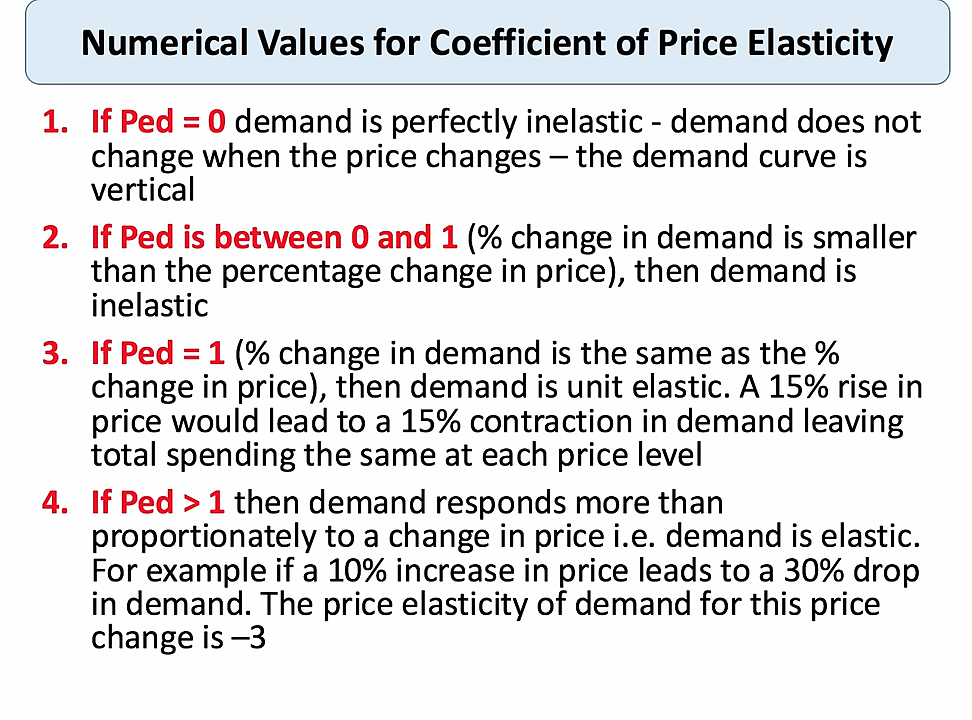 Numerical Values for Coefficient of Price Elasticity
1. If Ped = 0 demand is perfectly inelastic - demand does not
change when the price changes – the demand curve is
vertical
2. If Ped is between 0 and 1 (% change in demand is smaller
than the percentage change in price), then demand is
inelastic
3. If Ped = 1 (% change in demand is the same as the %
change in price), then demand is unit elastic. A 15% rise in
price would lead to a 15% contraction in demand leaving
total spending the same at each price level
4. If Ped > 1 then demand responds more than
proportionately to a change in price i.e. demand is elastic.
For example if a 10% increase in price leads to a 30% drop
in demand. The price elasticity of demand for this price
change is –3